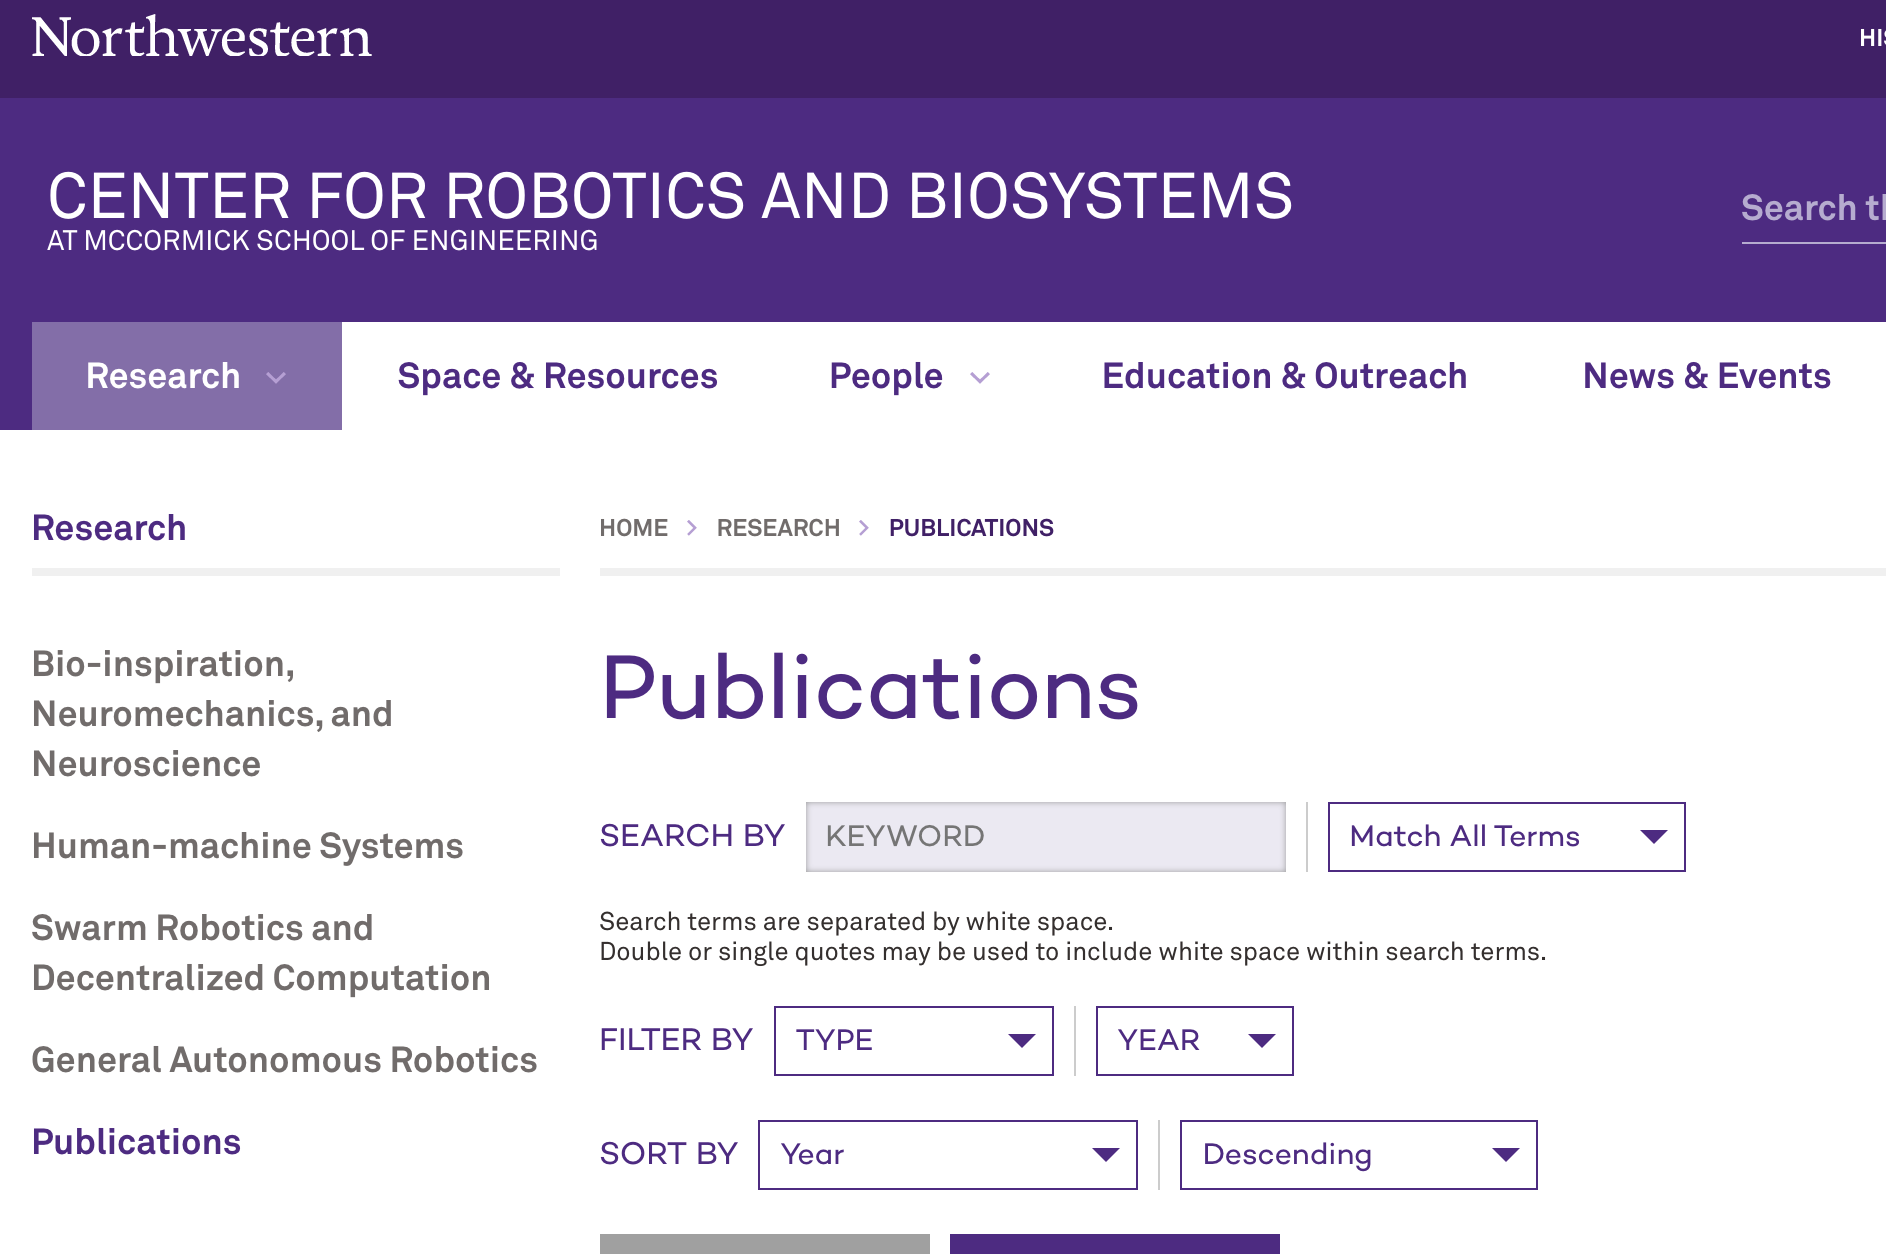 Northwestern
CENTER FOR ROBOTICS AND BIOSYSTEMS
AT MCCORMICK SCHOOL OF ENGINEERING
Research
Space & Resources
People
Education & Outreach
News & Events
Research
Bio-inspiration,
Neuromechanics, and
Neuroscience
Human-machine Systems
Swarm Robotics and
Decentralized Computation
General Autonomous Robotics
Publications
HOME > RESEARCH > PUBLICATIONS
Publications
SEARCH BY KEYWORD Match All Terms
Search terms are separated by white space.
Double or single quotes may be used to include white space within search terms.
FILTER BY TYPE YEAR
SORT BY Year Descending
Search